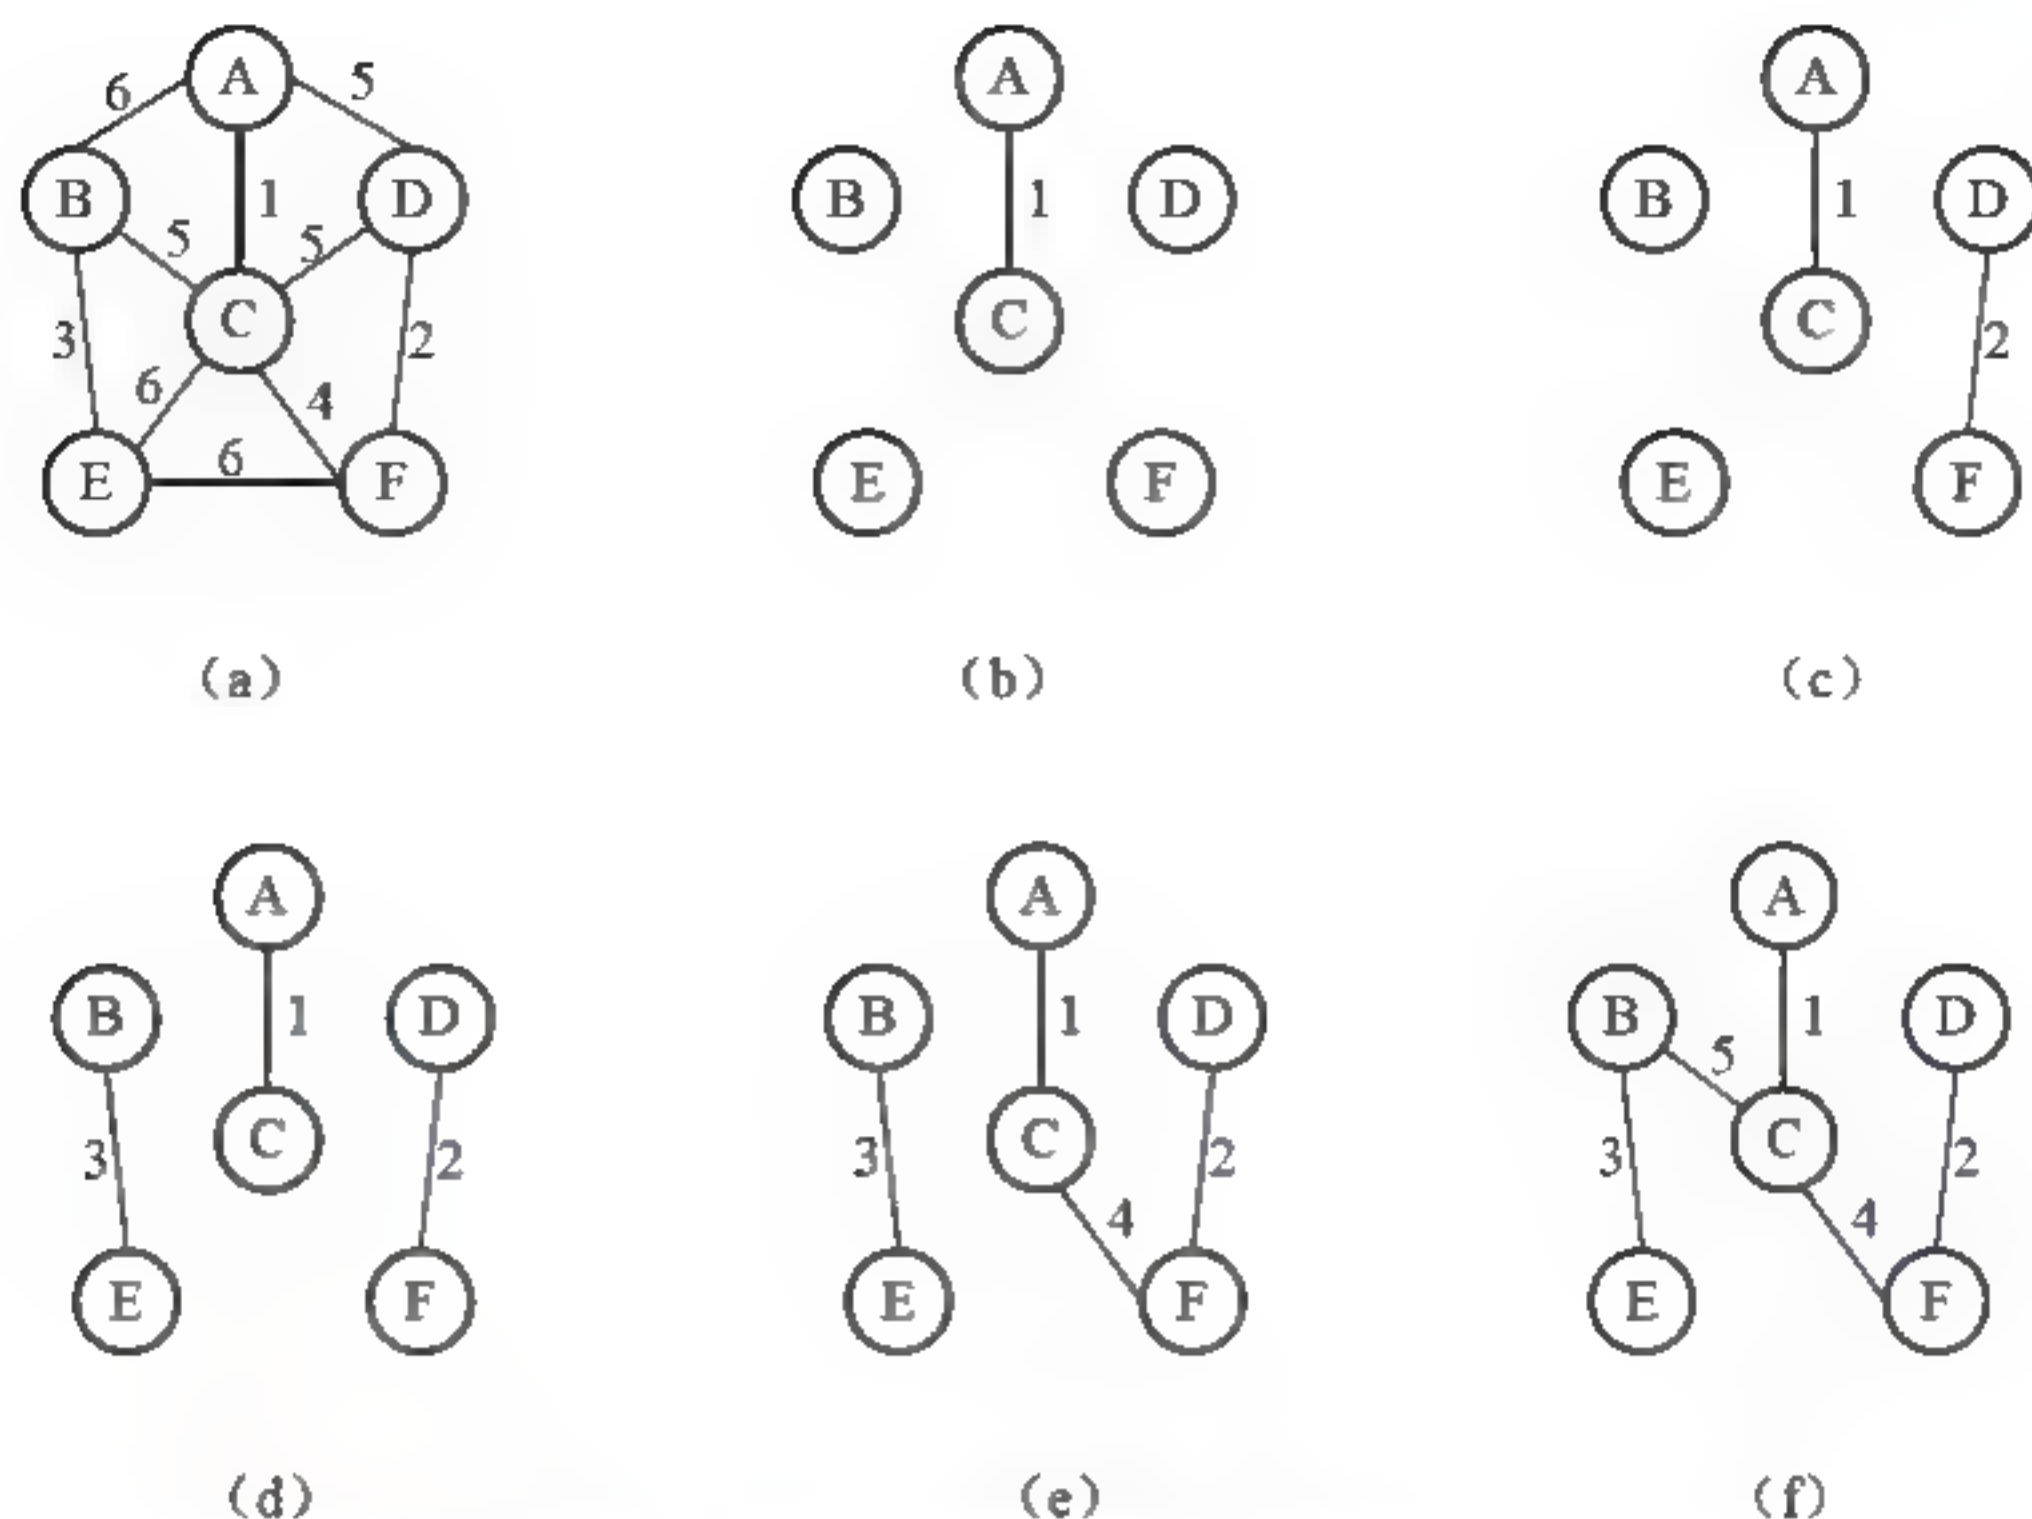 A A A
6 5
B D B D B D
1 1 1
5 5
C C C
3 2 2
6 4
6
E F E F E F
(a) (b) (c)
A A A
B D B D B D
1 1 1
5
C C C
3 2 3 2 3 2
4 4
E F E F E F
(d) (e) (f)